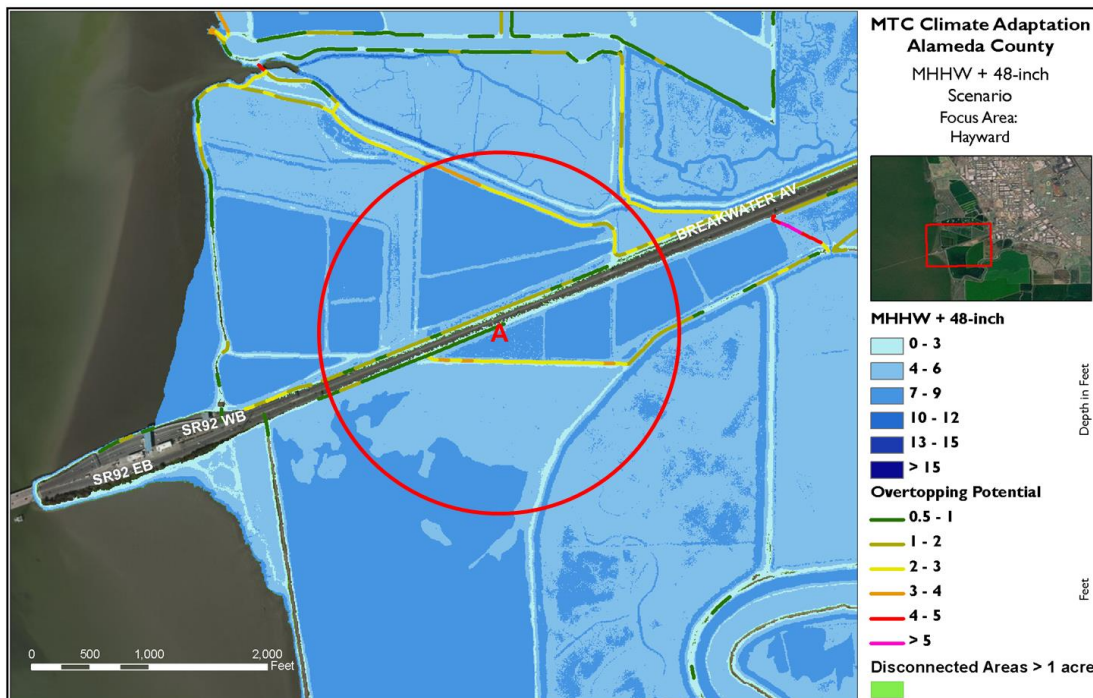 MTC Climate Adaptation
Alameda County
MHHW + 48-inch
Scenario
Focus Area:
Hayward
BREAKWATER AV
A
SR92 WB
SR92 EB
0 500 1,000 2,000
Feet
MHHW + 48-inch
0 - 3
4 - 6
7 - 9
10 - 12
13 - 15
> 15
Depth in Feet
Overtopping Potential
0.5 - 1
1 - 2
2 - 3
3 - 4
4 - 5
> 5
Feet
Disconnected Areas > 1 acre